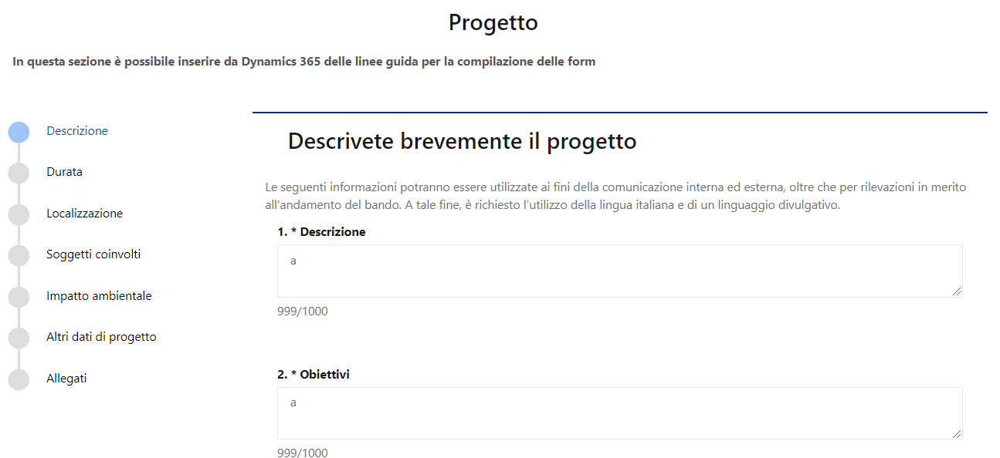 Progetto
In questa sezione è possibile inserire da Dynamics 365 delle linee guida per la compilazione delle form
Descrizione
Durata
Localizzazione
Soggetti coinvolti
Impatto ambientale
Altri dati di progetto
Allegati
Descrivete brevemente il progetto
Le seguenti informazioni potranno essere utilizzate ai fini della comunicazione interna ed esterna, oltre che per rilevazioni in merito
all'andamento del bando. A tale fine, è richiesto l’utilizzo della lingua italiana e di un linguaggio divulgativo.
1. * Descrizione
a
999/1000
2. * Obiettivi
a
999/1000